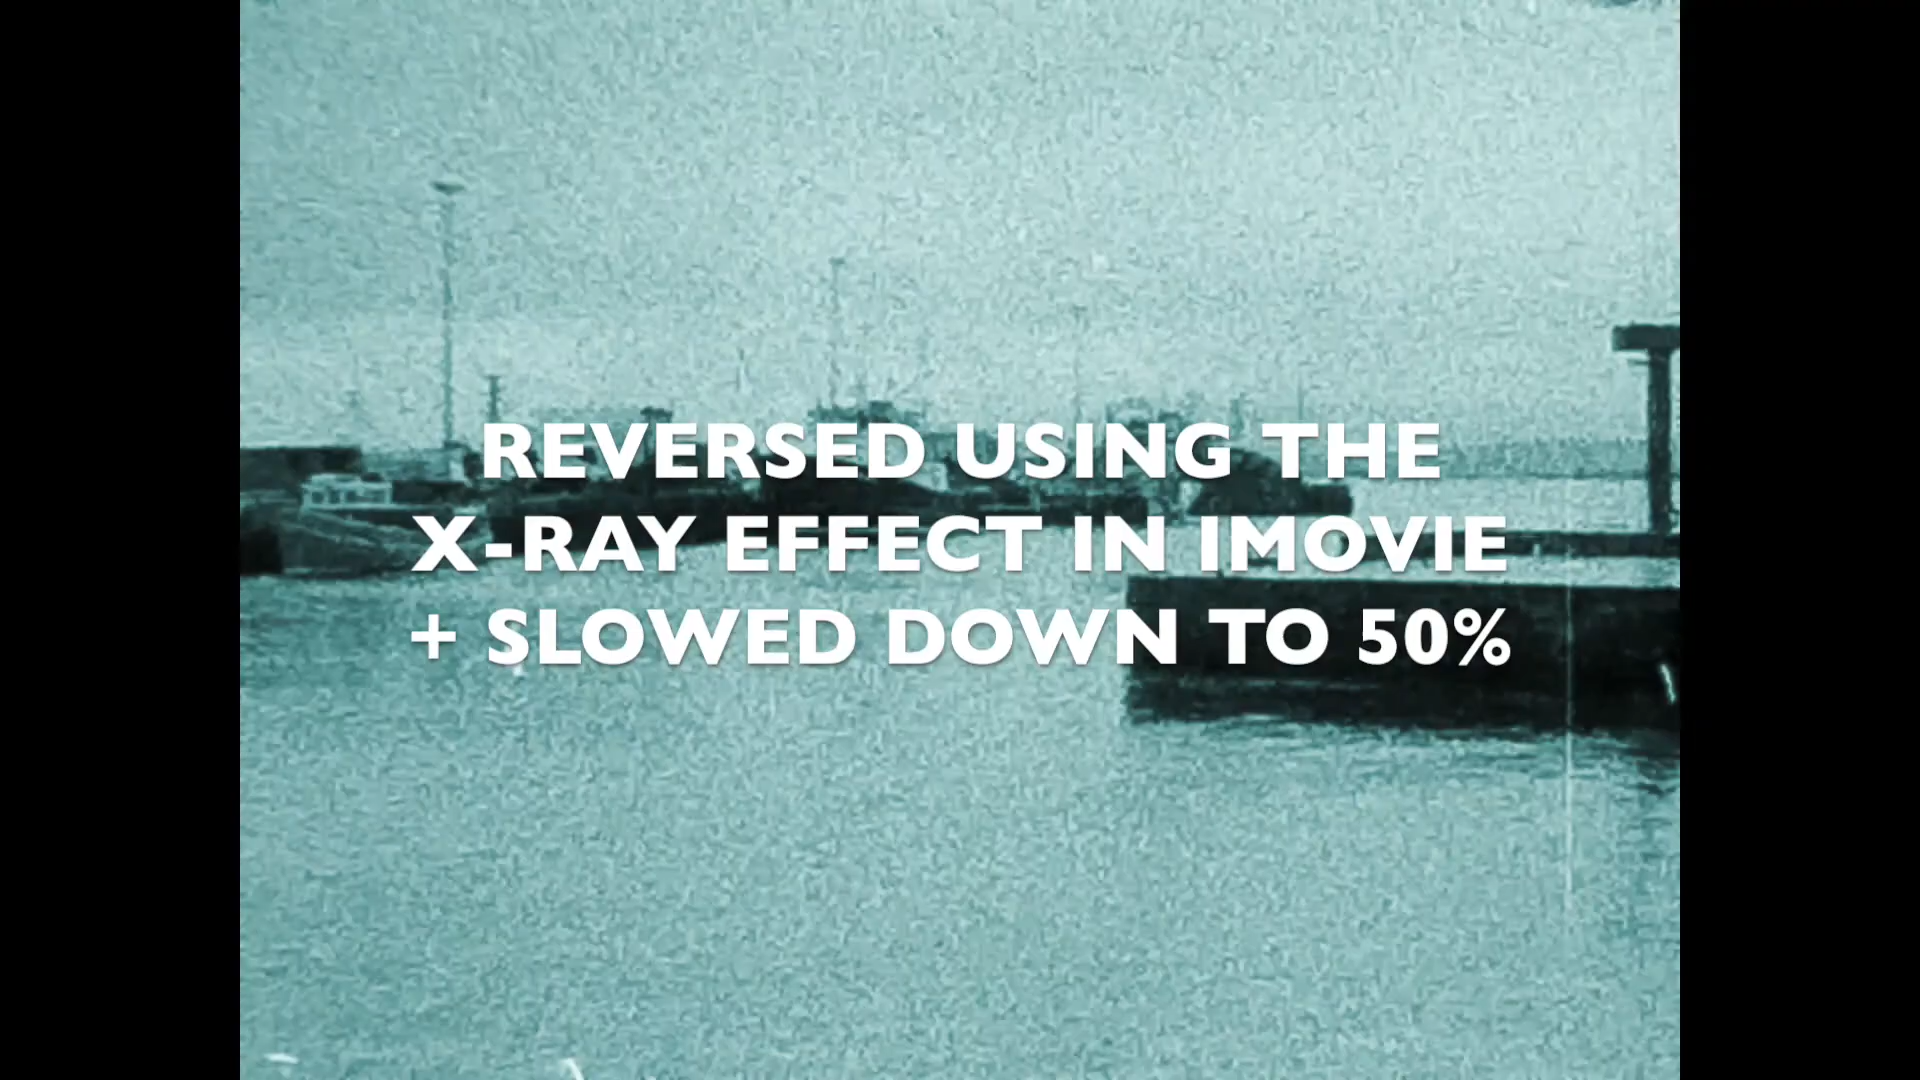 REVERSED USING THE
X-RAY EFFECT IN IMOVIE
+ SLOWED DOWN TO 50%